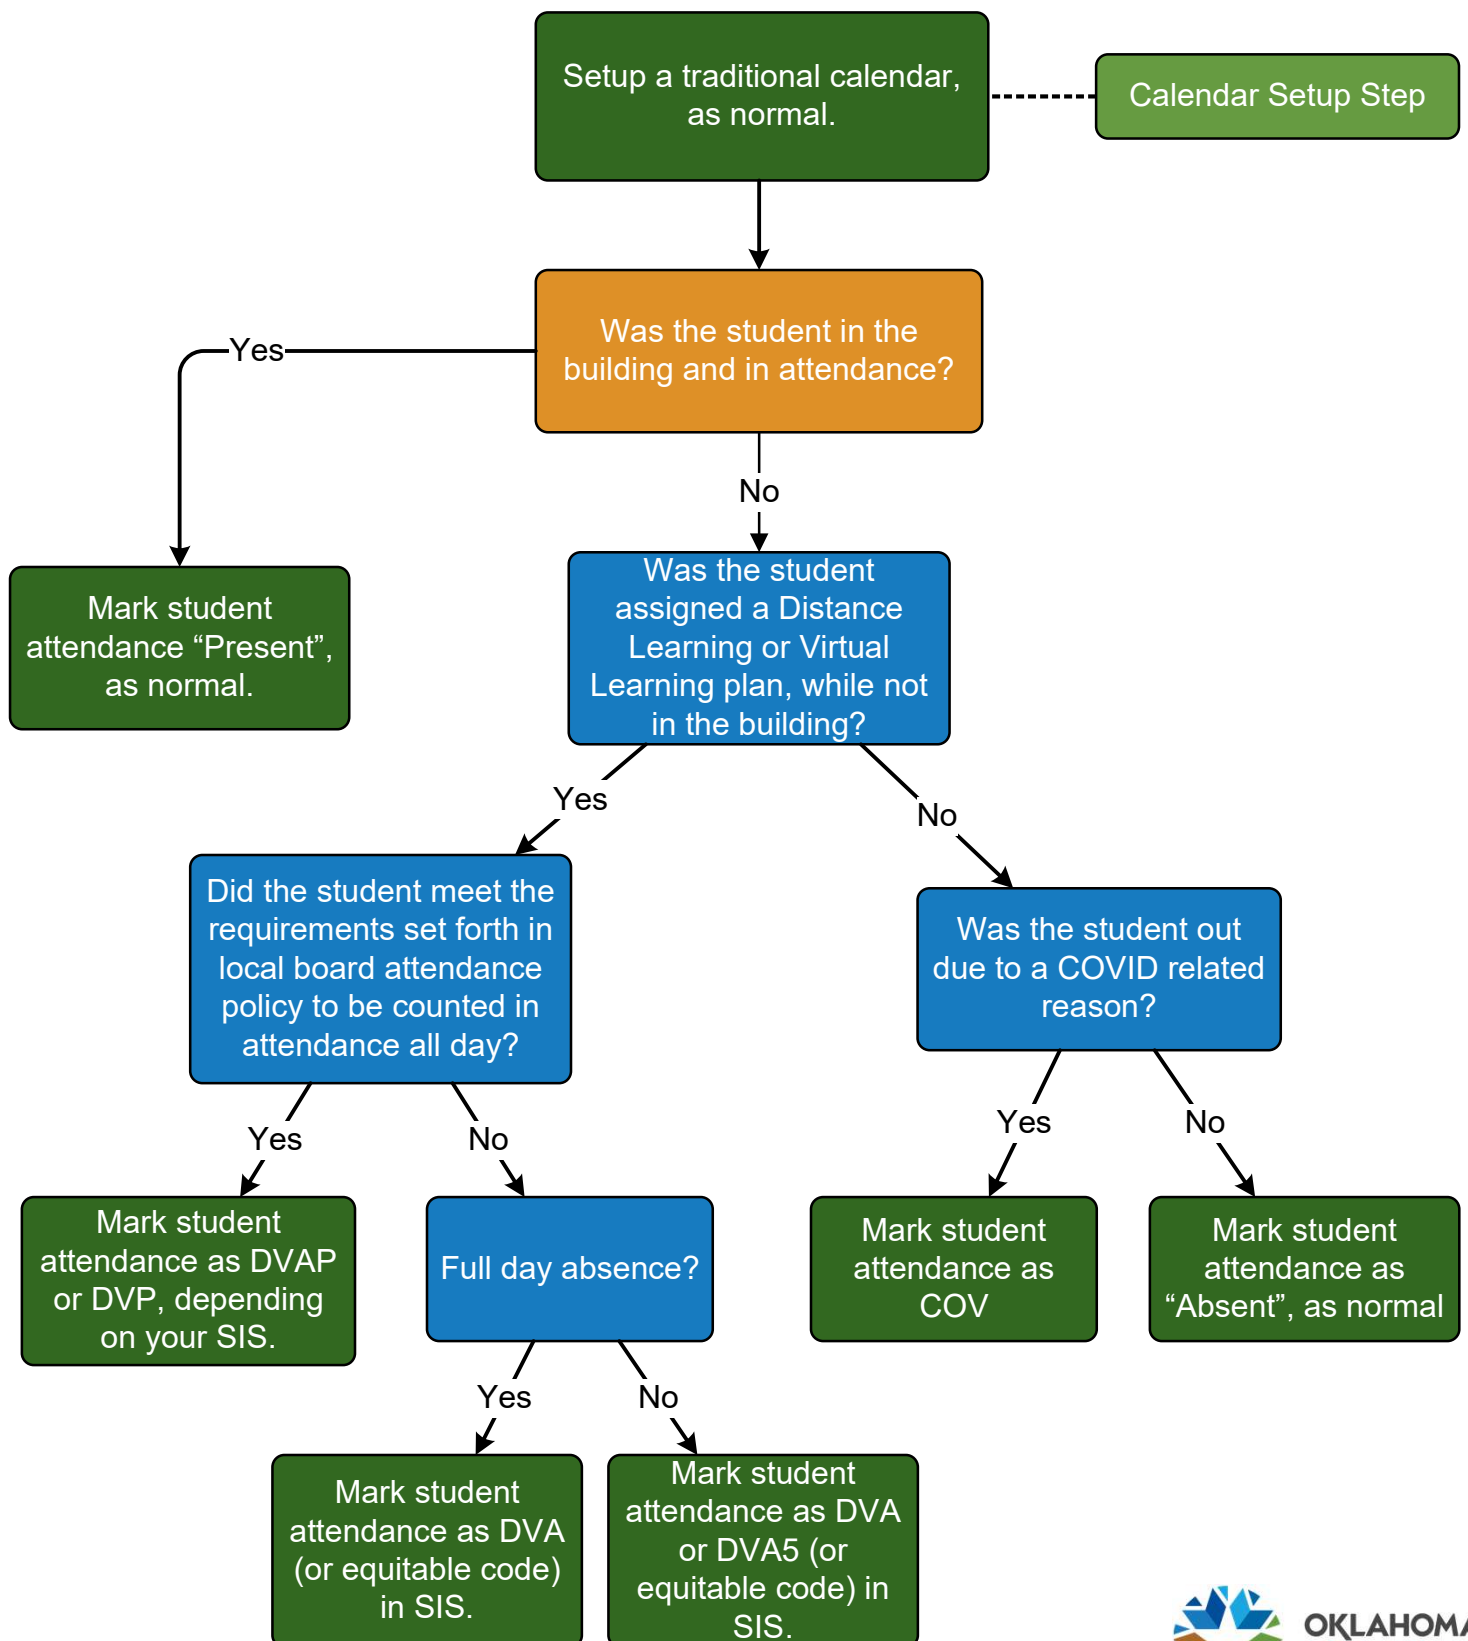 Setup a traditional calendar,
as normal.
Calendar Setup Step
Was the student in the
building and in attendance?
Yes
No
Mark student
attendance “Present”,
as normal.
Was the student
assigned a Distance
Learning or Virtual
Learning plan, while not
in the building?
Yes
No
Did the student meet the
requirements set forth in
local board attendance
policy to be counted in
attendance all day?
Was the student out
due to a COVID related
reason?
Yes
No
Yes
No
Mark student
attendance as DVAP
or DVP, depending
on your SIS.
Full day absence?
Mark student
attendance as
COV
Mark student
attendance as
“Absent”, as normal
Yes
No
Mark student
attendance as DVA
(or equitable code)
in SIS.
Mark student
attendance as DVA
or DVA5 (or
equitable code) in
SIS.
OKLAHOMA